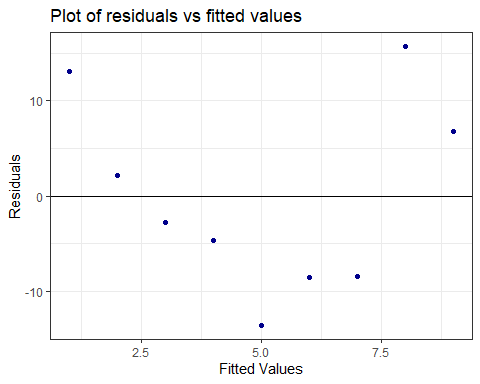 Plot of residuals vs fitted values
10
0
-10
Residuals
2.5
5.0
7.5
Fitted Values